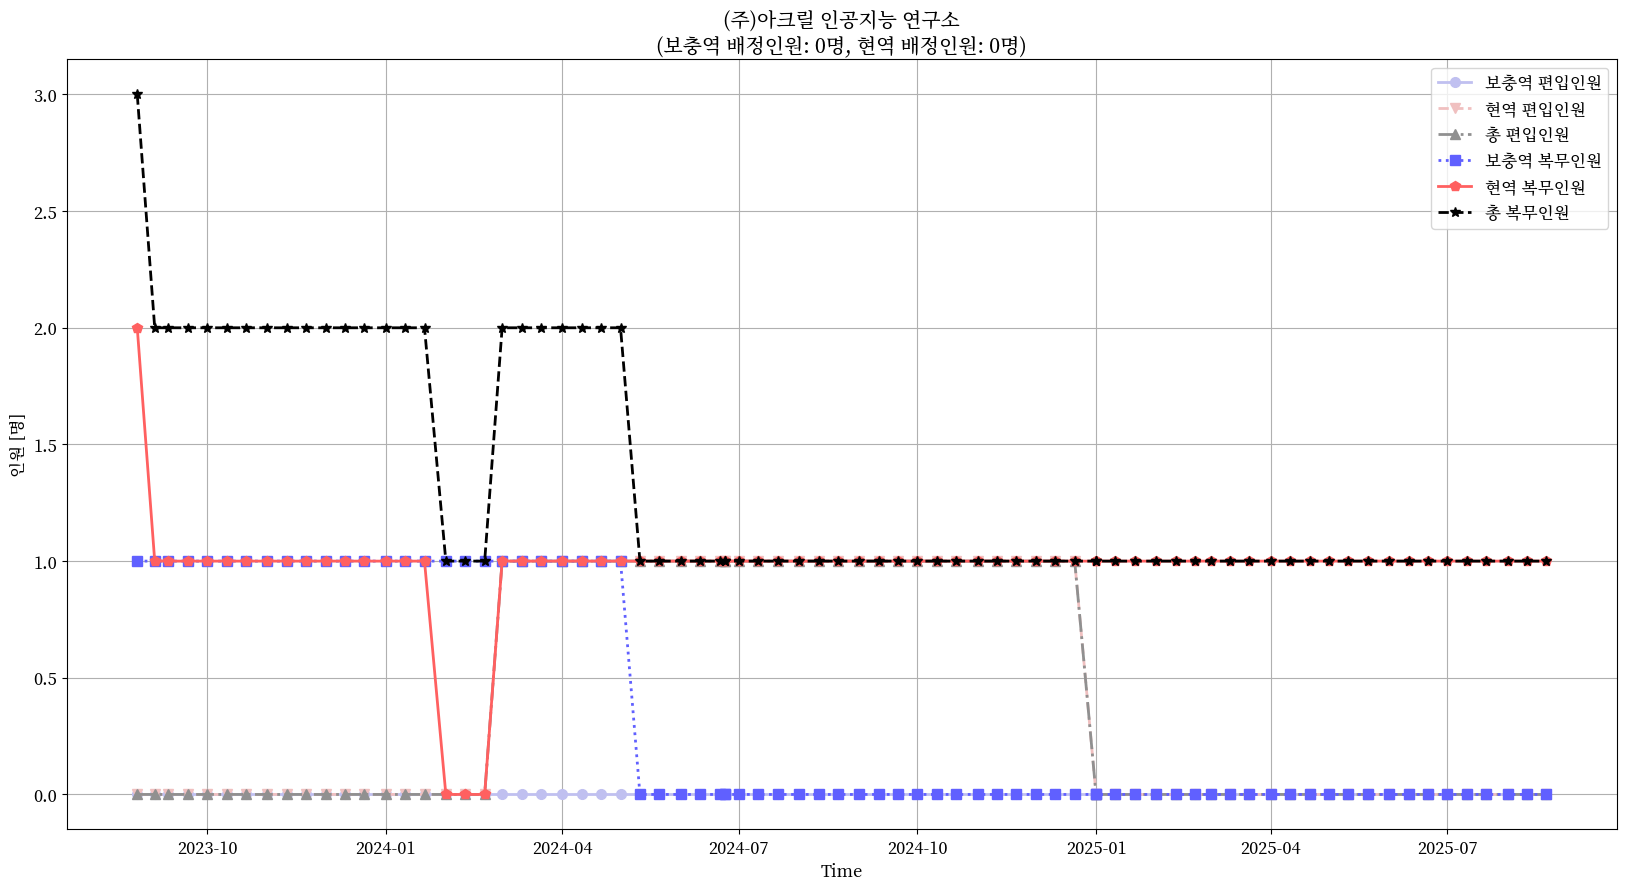 (주)아크릴 인공지능 연구소
(보충역 배정인원: 0명, 현역 배정인원: 0명)
보충역 편입인원
현역 편입인원
총 편입인원
보충역 복무인원
현역 복무인원
총 복무인원
인원 [명]
3.0
2.5
2.0
1.5
1.0
0.5
0.0
2023-10
2024-01
2024-04
2024-07
2024-10
2025-01
2025-04
2025-07
Time